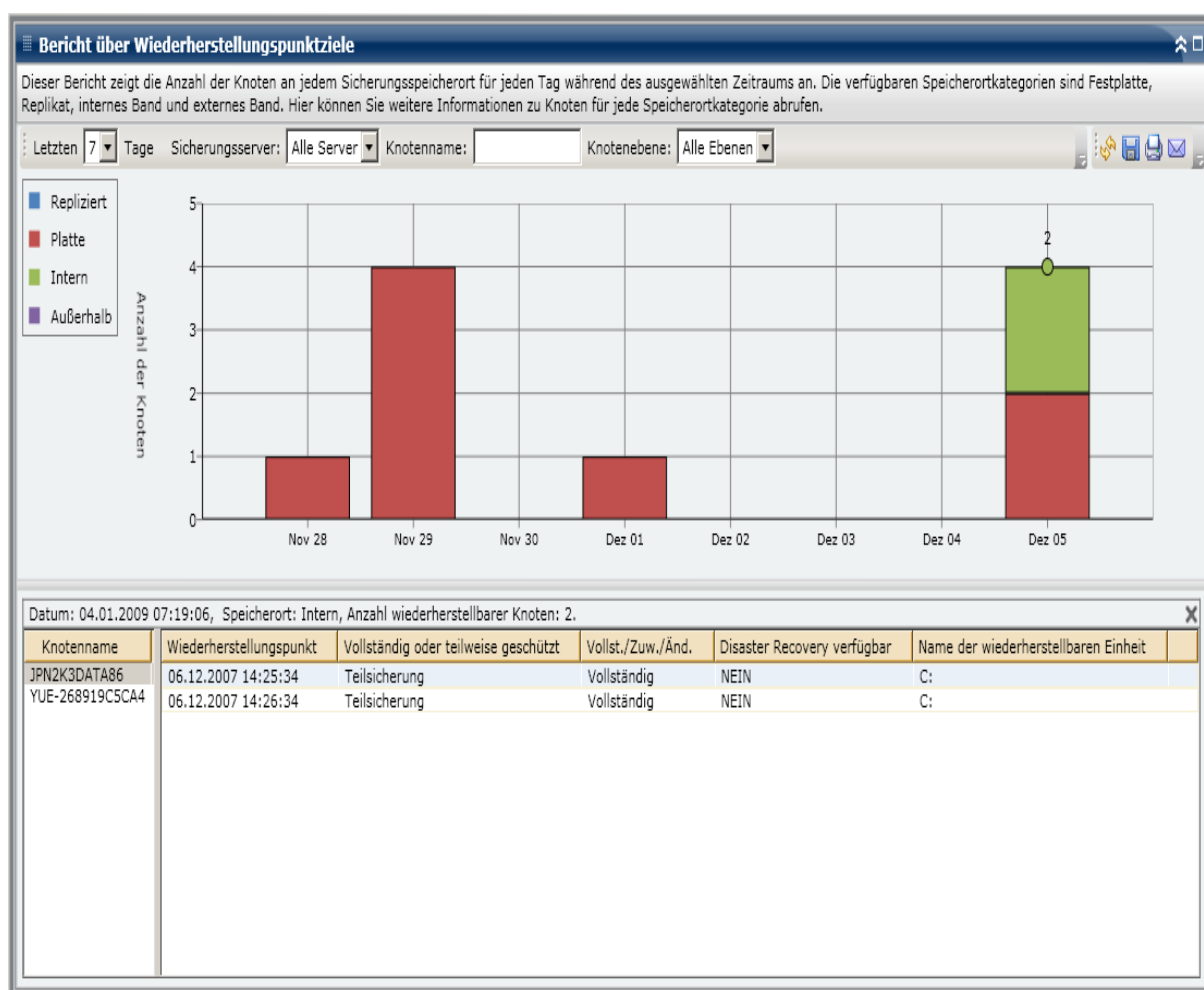 Bericht über Wiederherstellungspunktziele
Dieser Bericht zeigt die Anzahl der Knoten an jedem Sicherungsspeicherort für jeden Tag während des ausgewählten Zeitraums an. Die verfügbaren Speicherortkategorien sind Festplatte,
Replikat, internes Band und externes Band. Hier können Sie weitere Informationen zu Knoten für jede Speicherortkategorie abrufen.
Letzten 7 Tage Sicherungsserver: Alle Server Knotenname: Knotenebene: Alle Ebenen
Repliziert
Platte
Intern
Außerhalb
Anzahl der Knoten
5
4
3
2
1
0
2
Nov 28 Nov 29 Nov 30 Dez 01 Dez 02 Dez 03 Dez 04 Dez 05
Datum: 04.01.2009 07:19:06, Speicherort: Intern, Anzahl wiederherstellbarer Knoten: 2.
Knotenname Wiederherstellungspunkt Vollständig oder teilweise geschützt Vollst./Zuw./Änd. Disaster Recovery verfügbar Name der wiederherstellbaren Einheit
JPN2K3DATA86 06.12.2007 14:25:34 Teilsicherung Vollständig NEIN C:
YUE-268919C5CA4 06.12.2007 14:26:34 Teilsicherung Vollständig NEIN C: